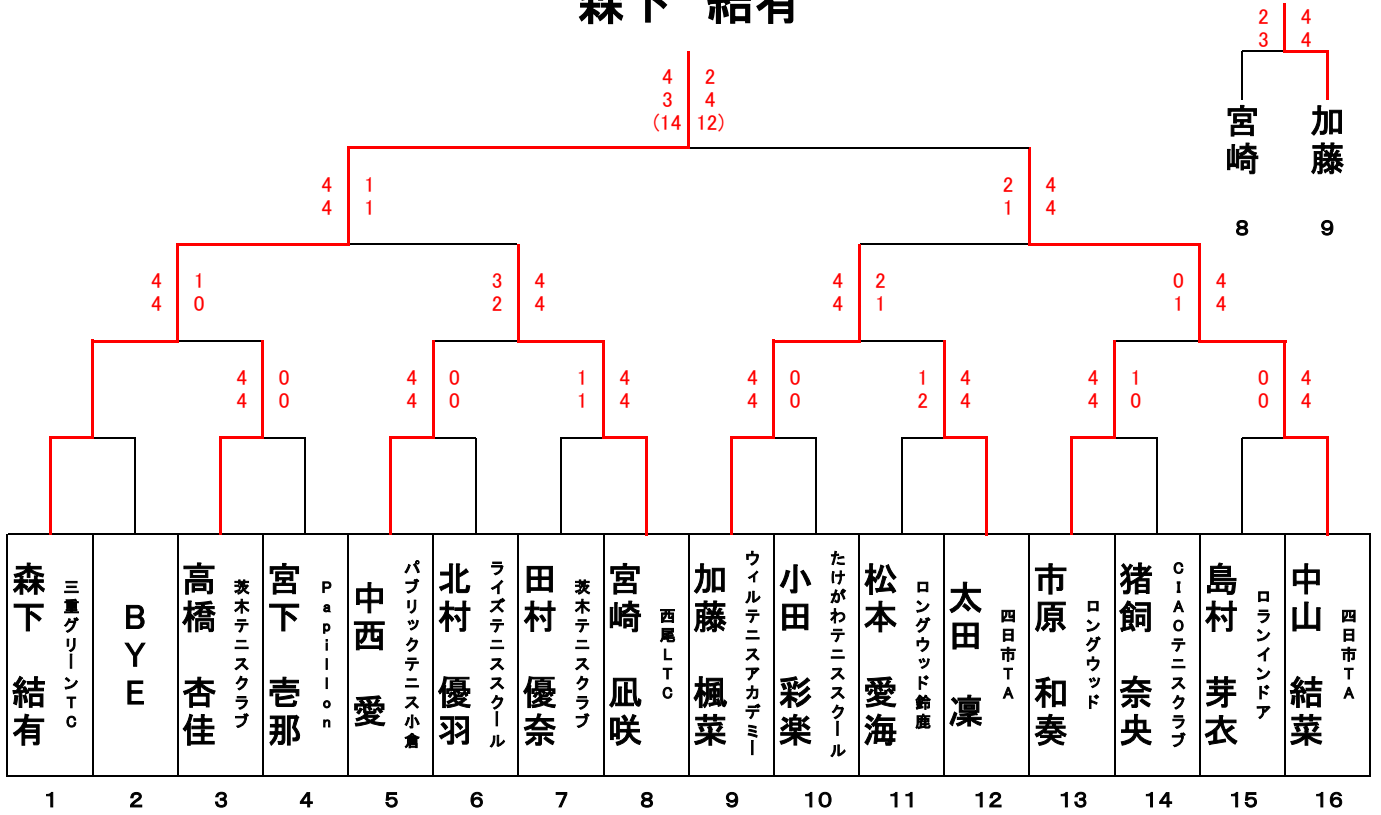 森下 結有
2 4
3 4
宮崎 加藤
8 9
4 2
3 4
(14 12)
4 1 2 4
4 1 1 4
4 1 3 4 4 2 0 4
4 0 2 4 4 1 1 4
4 0 4 0 1 4 4 0 1 4 4 1 0 4
4 0 4 0 1 4 4 0 2 4 4 0 0 4
森下 結有
三重グリーンTC
BYE
高橋 杏佳
茨木テニスクラブ
宮下 壱那
Papillon
中西 愛
パブリックテニス小倉
北村 優羽
ライズテニススクール
田村 優奈
茨木テニスクラブ
宮崎 凪咲
西尾LTC
加藤 楓菜
ウィルテニスアカデミー
小田 彩楽
たけがわテニススクール
松本 愛海
ロングウッド鈴鹿
太田 凜
四日市TA
市原 和奏
ロングウッド
猪飼 奈央
CIAOテニスクラブ
島村 芽衣
ロランインドア
中山 結菜
四日市TA
1 2 3 4 5 6 7 8 9 10 11 12 13 14 15 16